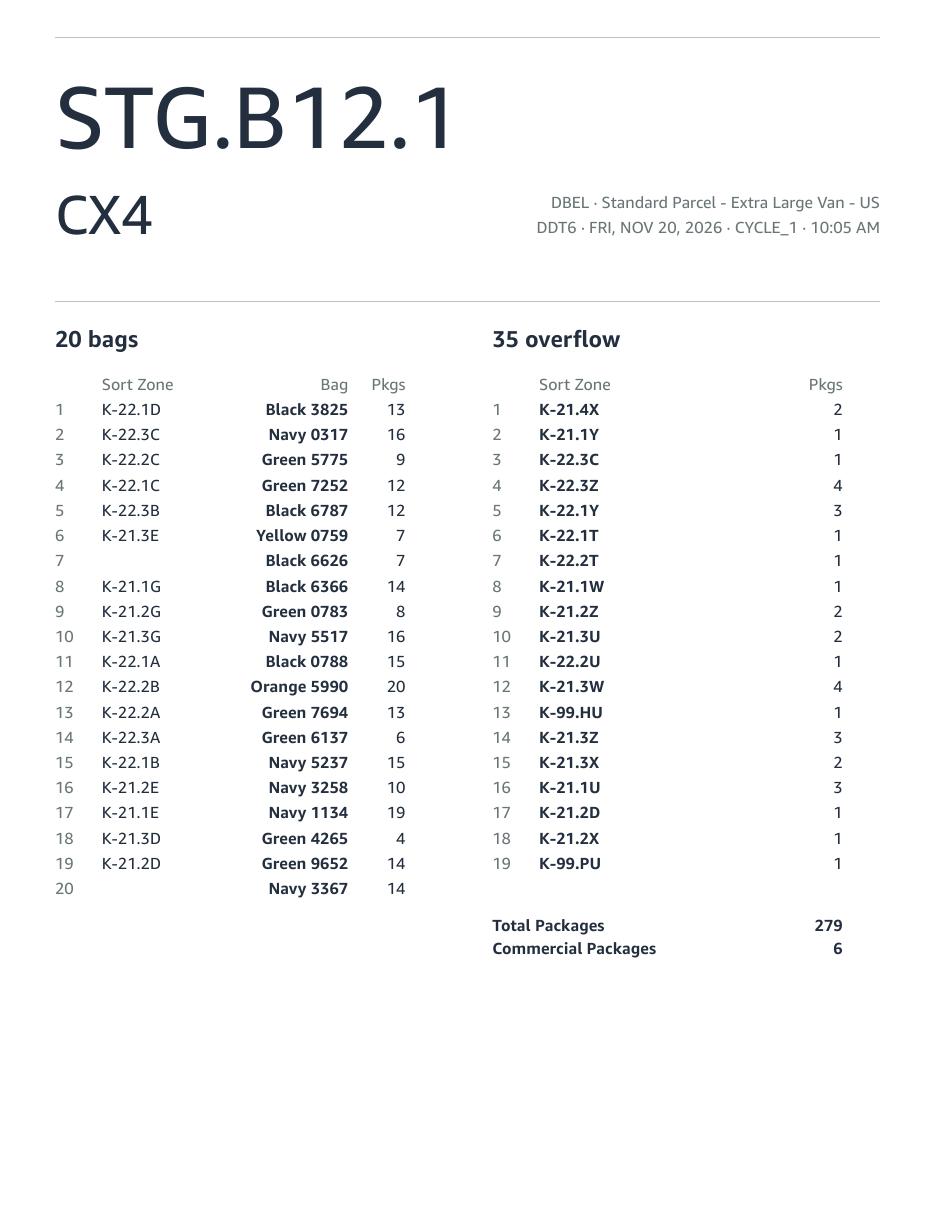 STG.B12.1
CX4
DBEL · Standard Parcel - Extra Large Van - US
DDT6 · FRI, NOV 20, 2026 · CYCLE_1 · 10:05 AM
20 bags
Sort Zone Bag Pkgs
1 K-22.1D Black 3825 13
2 K-22.3C Navy 0317 16
3 K-22.2C Green 5775 9
4 K-22.1C Green 7252 12
5 K-22.3B Black 6787 12
6 K-21.3E Yellow 0759 7
7 Black 6626 7
8 K-21.1G Black 6366 14
9 K-21.2G Green 0783 8
10 K-21.3G Navy 5517 16
11 K-22.1A Black 0788 15
12 K-22.2B Orange 5990 20
13 K-22.2A Green 7694 13
14 K-22.3A Green 6137 6
15 K-22.1B Navy 5237 15
16 K-21.2E Navy 3258 10
17 K-21.1E Navy 1134 19
18 K-21.3D Green 4265 4
19 K-21.2D Green 9652 14
20 Navy 3367 14
35 overflow
Sort Zone Pkgs
1 K-21.4X 2
2 K-21.1Y 1
3 K-22.3C 1
4 K-22.3Z 4
5 K-22.1Y 3
6 K-22.1T 1
7 K-22.2T 1
8 K-21.1W 1
9 K-21.2Z 2
10 K-21.3U 2
11 K-22.2U 1
12 K-21.3W 4
13 K-99.HU 1
14 K-21.3Z 3
15 K-21.3X 2
16 K-21.1U 3
17 K-21.2D 1
18 K-21.2X 1
19 K-99.PU 1
Total Packages 279
Commercial Packages 6